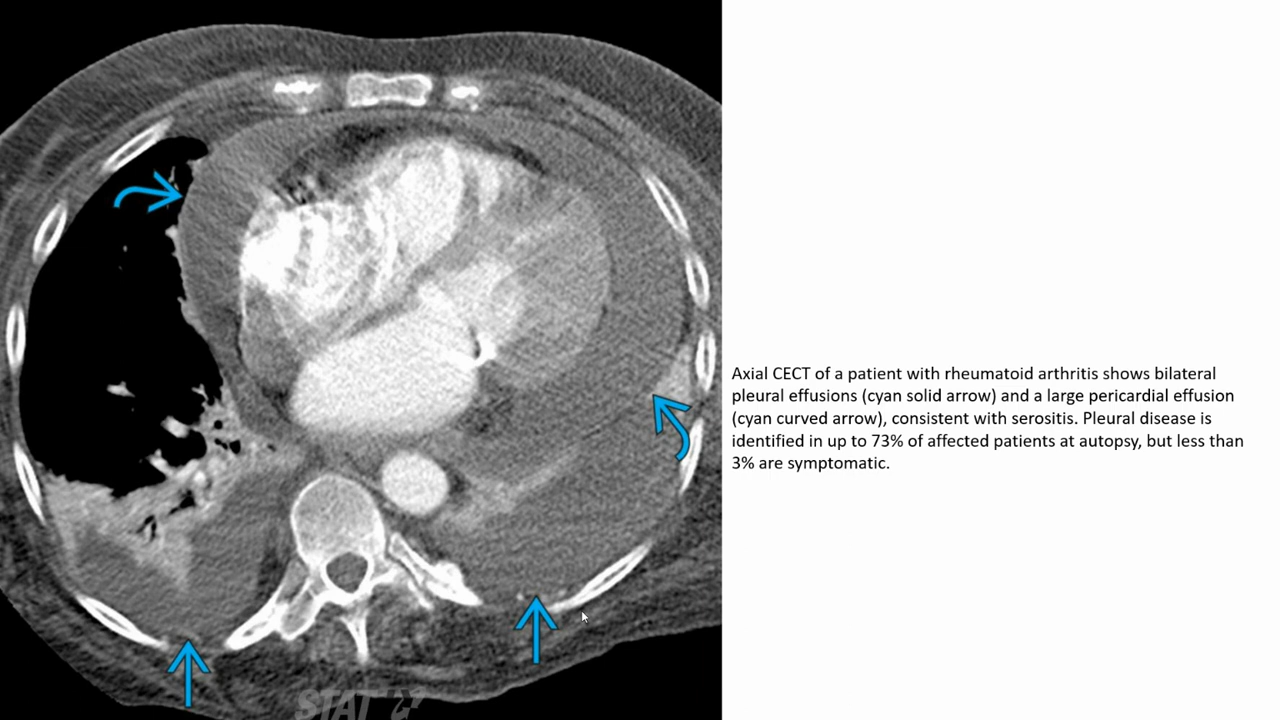 Axial CECT of a patient with rheumatoid arthritis shows bilateral
pleural effusions (cyan solid arrow) and a large pericardial effusion
(cyan curved arrow), consistent with serositis. Pleural disease is
identified in up to 73% of affected patients at autopsy, but less than
3% are symptomatic.